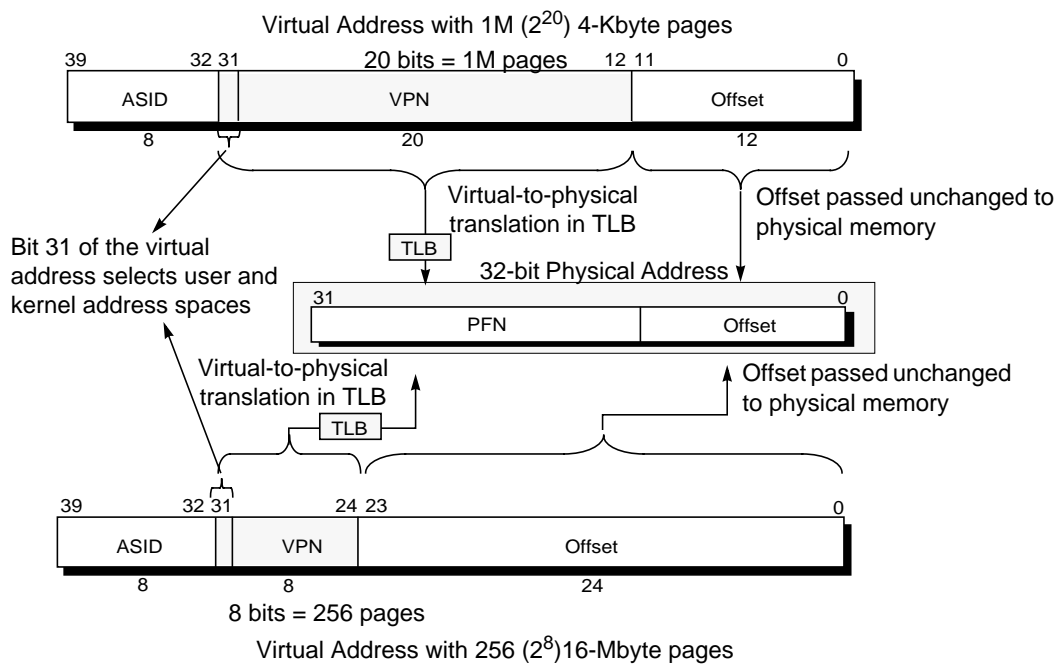 Virtual Address with 1M (2^20) 4-Kbyte pages
39 32 31 20 bits = 1M pages 12 11 0
ASID VPN Offset
8 20 12
Virtual-to-physical
translation in TLB
Offset passed unchanged to
physical memory
TLB
Bit 31 of the virtual
address selects user and
kernel address spaces
32-bit Physical Address
31 0
PFN Offset
Virtual-to-physical
translation in TLB
Offset passed unchanged
to physical memory
TLB
39 32 31 24 23 0
ASID VPN Offset
8 8 24
8 bits = 256 pages
Virtual Address with 256 (2^8)16-Mbyte pages